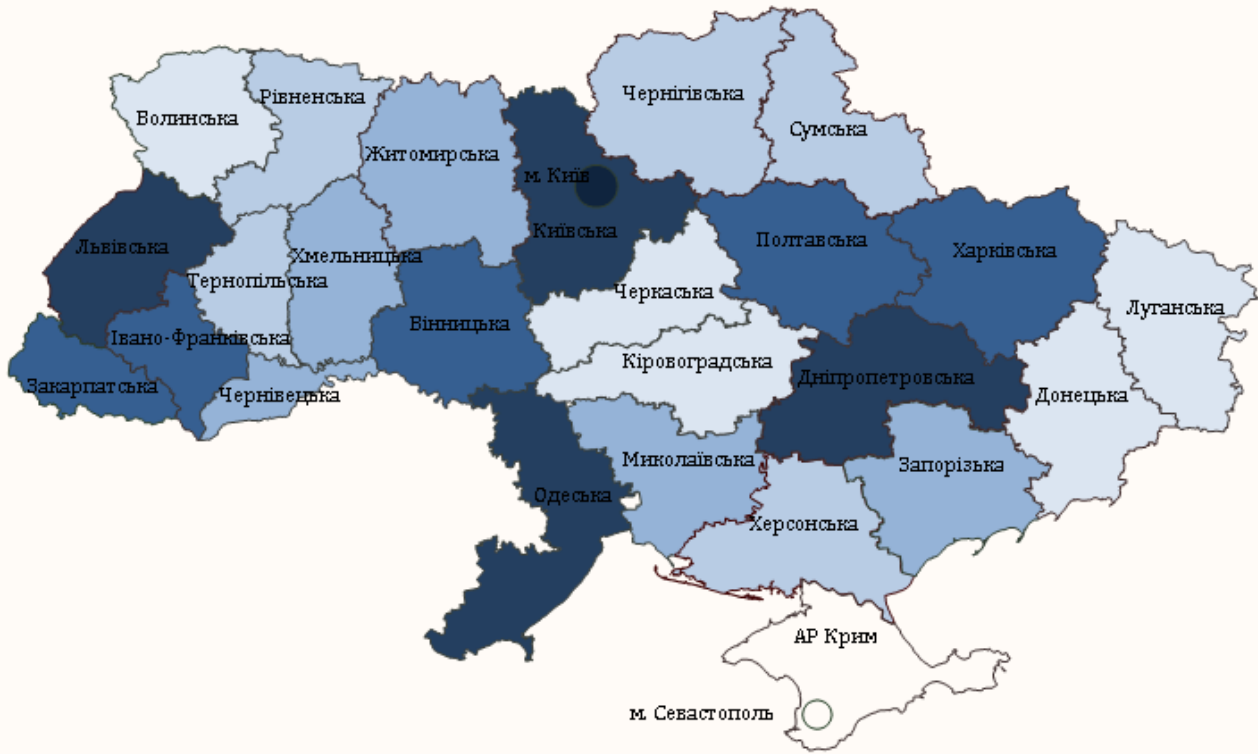 Чернігівська
Рівненська
Волинська
Сумська
Житомирська
м. Київ
Київська
Львівська
Полтавська
Харківська
Хмельницька
Тернопільська
Черкаська
Луганська
Вінницька
Івано-Франківська
Кіровоградська
Закарпатська
Чернівецька
Дніпропетровська
Донецька
Миколаївська
Запорізька
Одеська
Херсонська
АР Крим
м. Севастополь